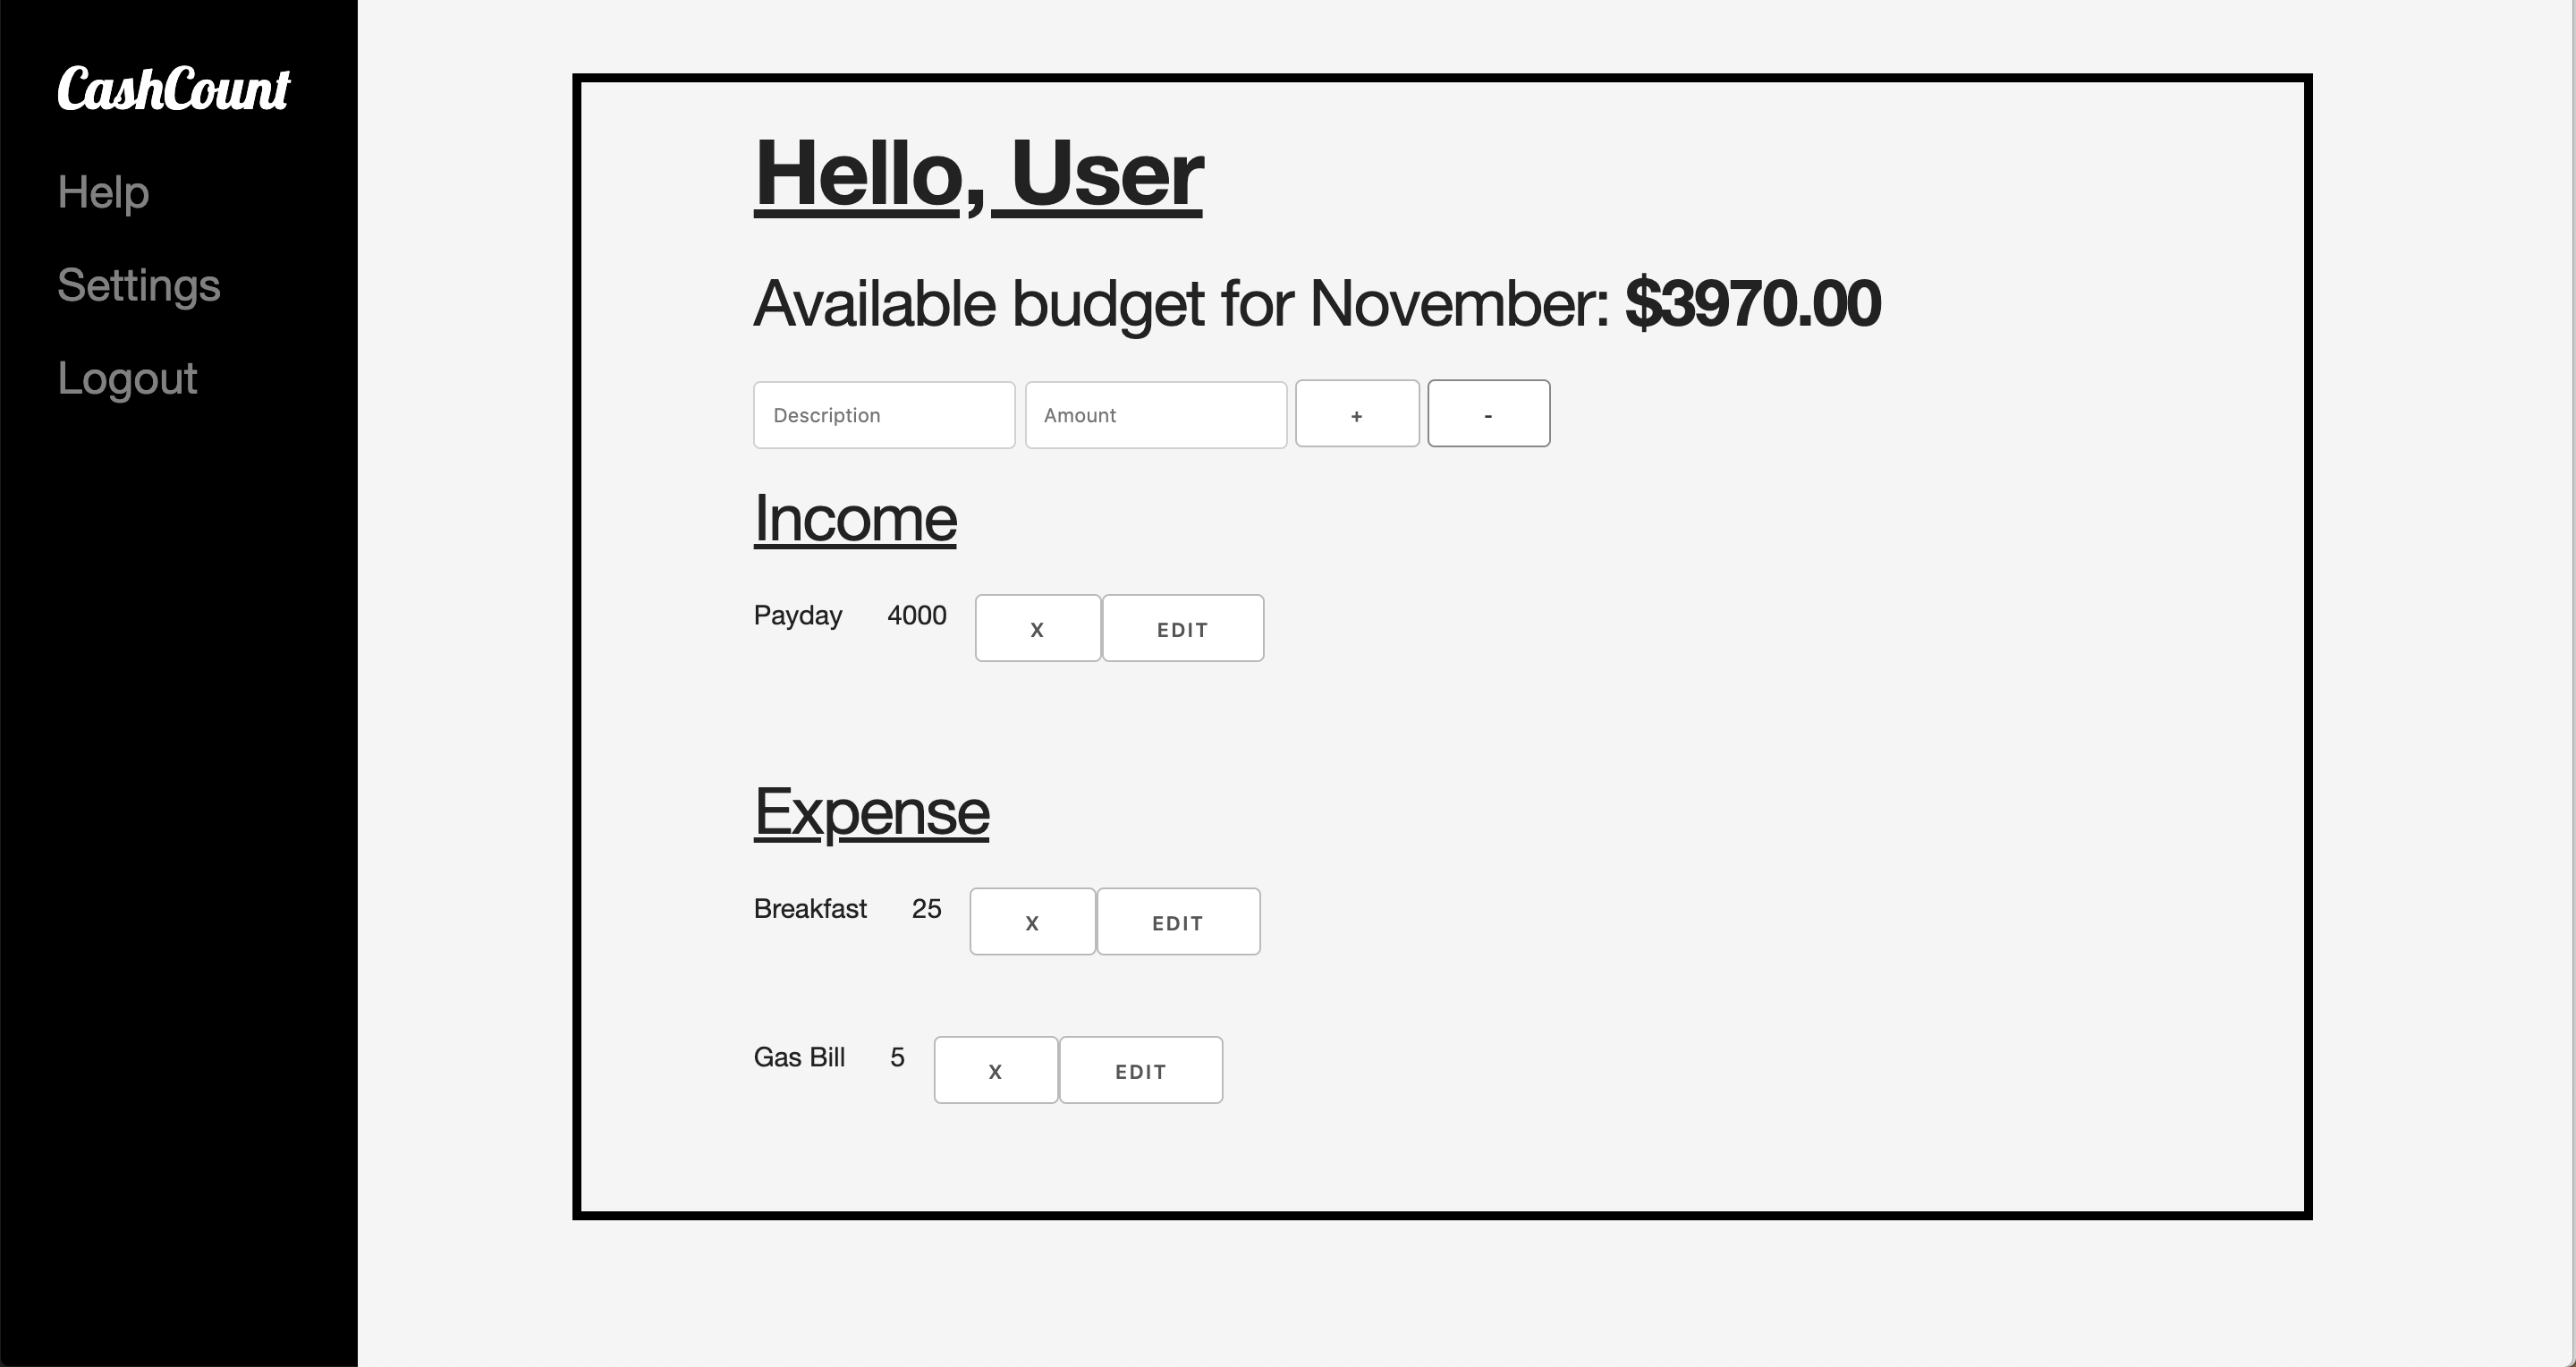 CashCount
Help
Settings
Logout
Hello, User
Available budget for November: $3970.00
Description Amount + -
Income
Payday 4000 X EDIT
Expense
Breakfast 25 X EDIT
Gas Bill 5 X EDIT